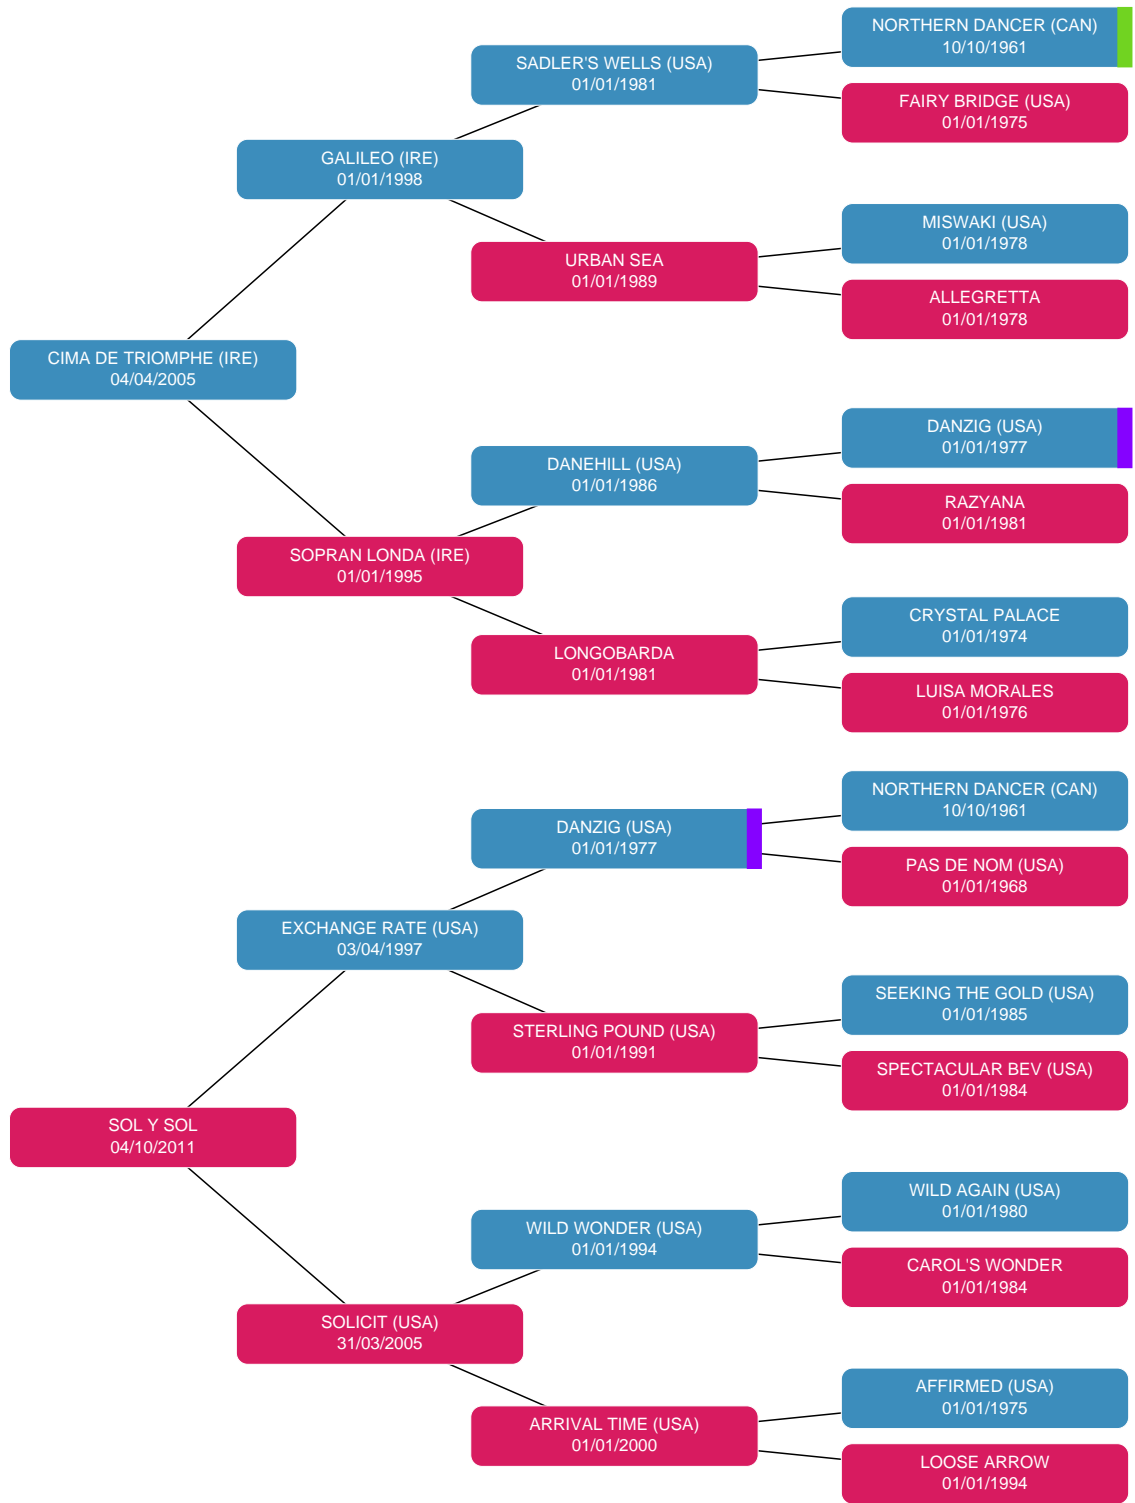 NORTHERN DANCER (CAN)
10/10/1961
SADLER'S WELLS (USA)
01/01/1981
FAIRY BRIDGE (USA)
01/01/1975
GALILEO (IRE)
01/01/1998
MISWAKI (USA)
01/01/1978
URBAN SEA
01/01/1989
ALLEGRETTA
01/01/1978
CIMA DE TRIOMPHE (IRE)
04/04/2005
DANZIG (USA)
01/01/1977
DANEHILL (USA)
01/01/1986
RAZYANA
01/01/1981
SOPRAN LONDA (IRE)
01/01/1995
CRYSTAL PALACE
01/01/1974
LONGOBARDA
01/01/1981
LUISA MORALES
01/01/1976
NORTHERN DANCER (CAN)
10/10/1961
DANZIG (USA)
01/01/1977
PAS DE NOM (USA)
01/01/1968
EXCHANGE RATE (USA)
03/04/1997
SEEKING THE GOLD (USA)
01/01/1985
STERLING POUND (USA)
01/01/1991
SPECTACULAR BEV (USA)
01/01/1984
SOL Y SOL
04/10/2011
WILD AGAIN (USA)
01/01/1980
WILD WONDER (USA)
01/01/1994
CAROL'S WONDER
01/01/1984
SOLICIT (USA)
31/03/2005
AFFIRMED (USA)
01/01/1975
ARRIVAL TIME (USA)
01/01/2000
LOOSE ARROW
01/01/1994